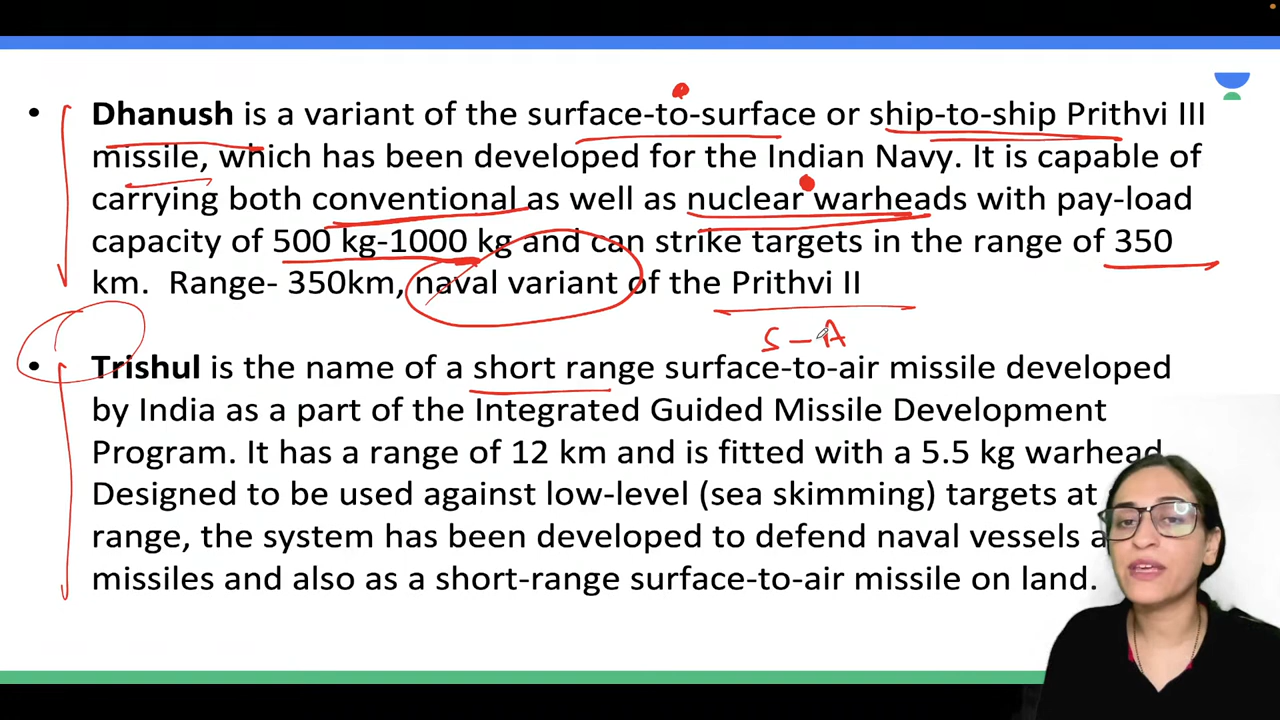 • Dhanush is a variant of the surface-to-surface or ship-to-ship Prithvi III
missile, which has been developed for the Indian Navy. It is capable of
carrying both conventional as well as nuclear warheads with pay-load
capacity of 500 kg-1000 kg and can strike targets in the range of 350
km. Range- 350km, naval variant of the Prithvi II
S-A
• Trishul is the name of a short range surface-to-air missile developed
by India as a part of the Integrated Guided Missile Development
Program. It has a range of 12 km and is fitted with a 5.5 kg warhead
Designed to be used against low-level (sea skimming) targets at
range, the system has been developed to defend naval vessels a
missiles and also as a short-range surface-to-air missile on land.